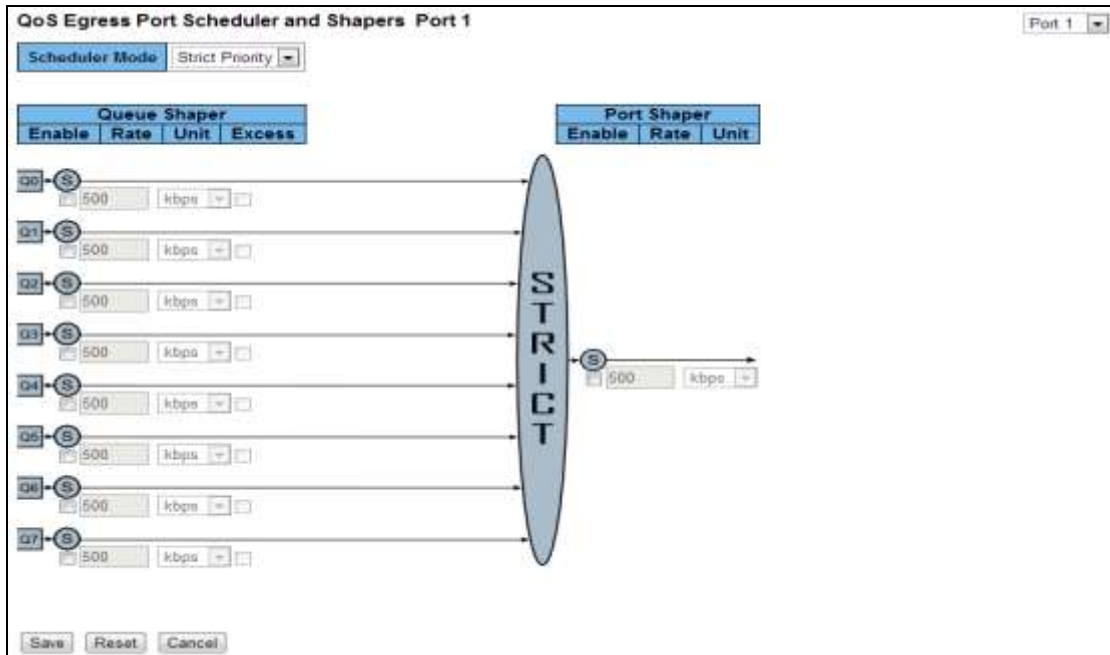 QoS Egress Port Scheduler and Shapers Port 1
Port 1
Scheduler Mode Strict Priority
Queue Shaper
Enable Rate Unit Excess
Port Shaper
Enable Rate Unit
Q0 S
500 kbps
Q1 S
500 kbps
Q2 S
500 kbps
Q3 S
500 kbps
Q4 S
500 kbps
Q5 S
500 kbps
Q6 S
500 kbps
Q7 S
500 kbps
STRICT
S
500 kbps
Save Reset Cancel